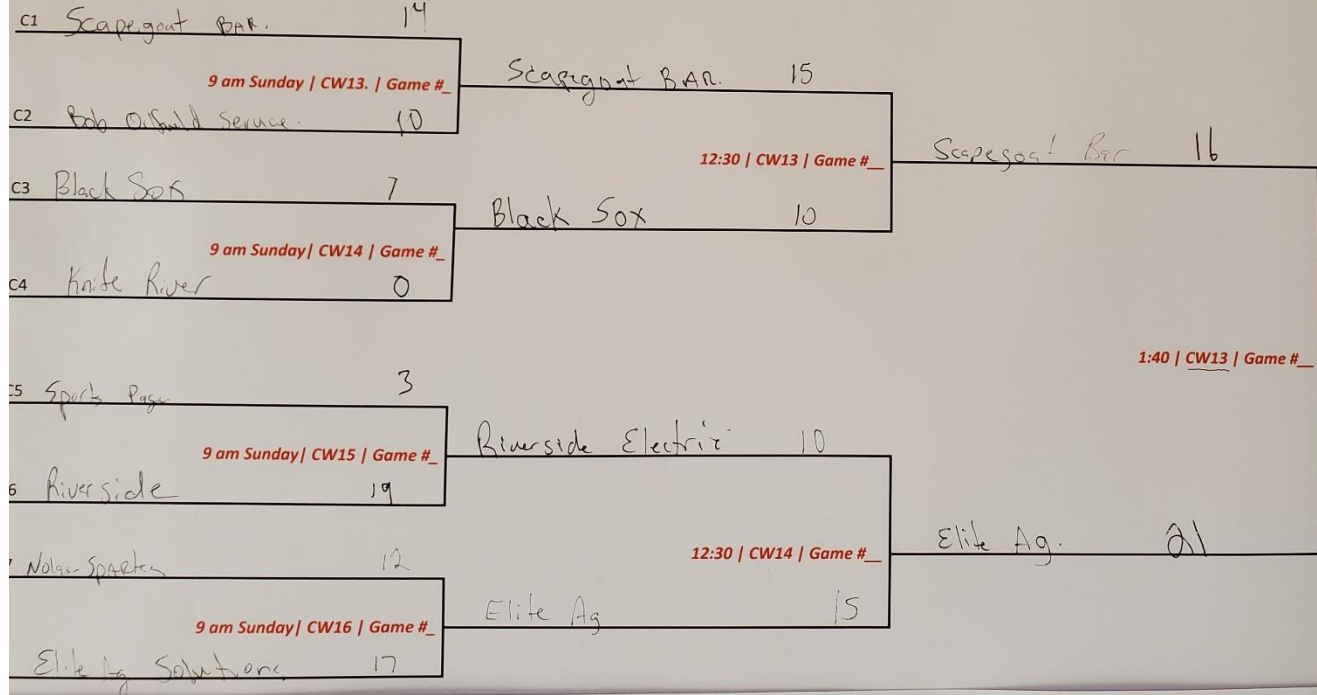 C1 Scapegoat BAR. 14
9 am Sunday | CW13. | Game #_
Scapegoat BAR. 15
C2 Bob Oilfield Service. 10
12:30 | CW13 | Game #__
Scapegoat Bar 16
C3 Black Sox 7
Black Sox 10
9 am Sunday| CW14 | Game #_
C4 Knife River 0
1:40 | CW13 | Game #__
C5 Sports Page 3
Riverside Electric 10
9 am Sunday| CW15 | Game #_
6 Riverside 19
Elite Ag. 21
12:30 | CW14 | Game #__
7 Nolan 12
Elite Ag 15
9 am Sunday| CW16 | Game #_
Elite Ag Solutions 17